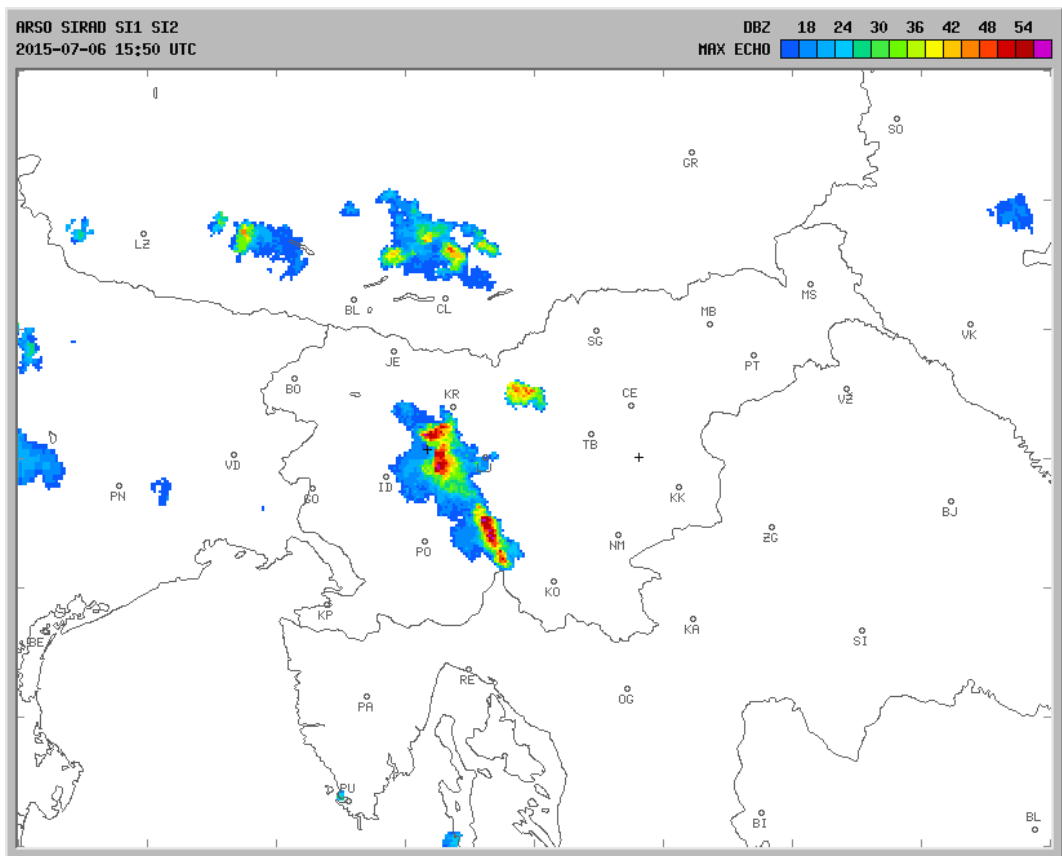 ARSO SIRAD SI1 SI2
2015-07-06 15:50 UTC
DBZ 18 24 30 36 42 48 54
MAX ECHO
SO
GR
LZ
MS
BL
CL
MB
SG
VK
JE
PT
BO
VŽ
KR
CE
TB
VD
ID
KK
PN
GO
BJ
ZG
NM
PO
KO
KP
KA
BE
SI
RE
OG
PA
PU
BI
BL